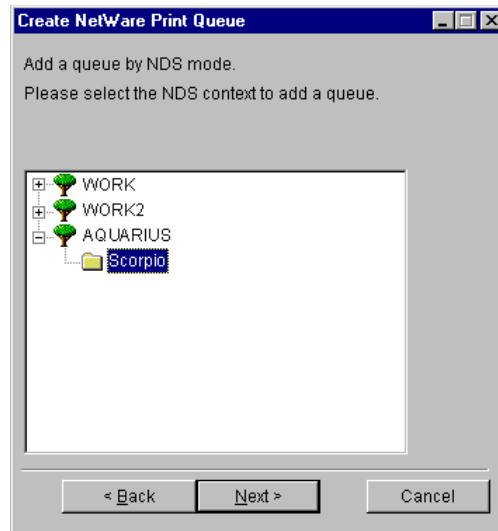 Create NetWare Print Queue
Add a queue by NDS mode.
Please select the NDS context to add a queue.
WORK
WORK2
AQUARIUS
Scorpio
< Back
Next >
Cancel